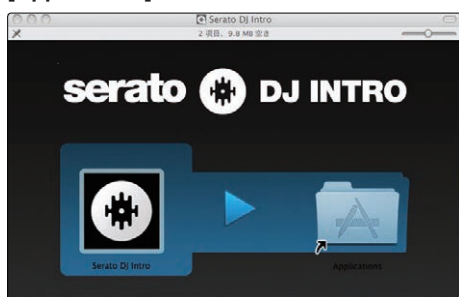 Serato DJ Intro
2 項目、9.8 MB 空き
serato DJ INTRO
Serato DJ Intro
Applications